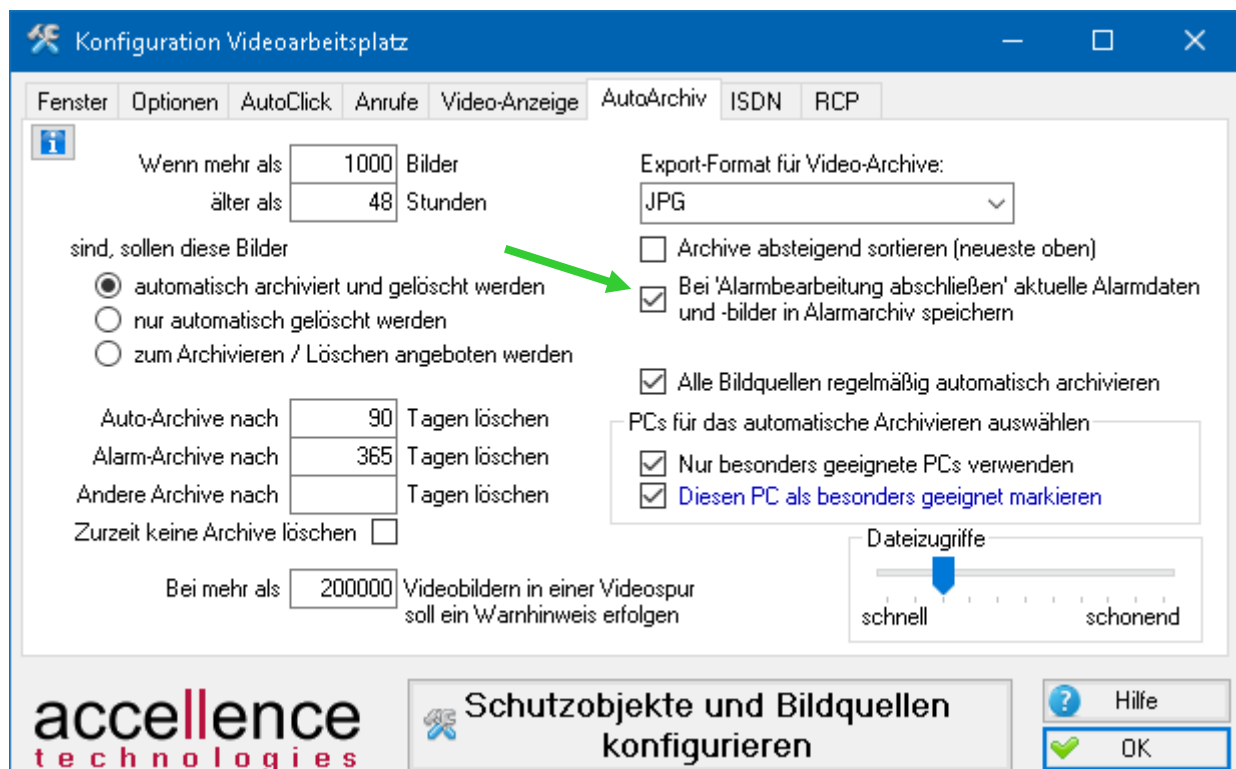 Konfiguration Videoarbeitsplatz
Fenster Optionen AutoClick Anrufe Video-Anzeige AutoArchiv ISDN RCP
Wenn mehr als 1000 Bilder
älter als 48 Stunden
sind, sollen diese Bilder
automatisch archiviert und gelöscht werden
nur automatisch gelöscht werden
zum Archivieren / Löschen angeboten werden
Auto-Archive nach 90 Tagen löschen
Alarm-Archive nach 365 Tagen löschen
Andere Archive nach Tagen löschen
Zurzeit keine Archive löschen
Bei mehr als 200000 Videobildern in einer Videospur
soll ein Warnhinweis erfolgen
Export-Format für Video-Archive:
JPG
Archive absteigend sortieren (neueste oben)
Bei 'Alarmbearbeitung abschließen' aktuelle Alarmdaten
und -bilder in Alarmarchiv speichern
Alle Bildquellen regelmäßig automatisch archivieren
PCs für das automatische Archivieren auswählen
Nur besonders geeignete PCs verwenden
Diesen PC als besonders geeignet markieren
Dateizugriffe
schnell schonend
accellence
technologies
Schutzobjekte und Bildquellen
konfigurieren
Hilfe
OK